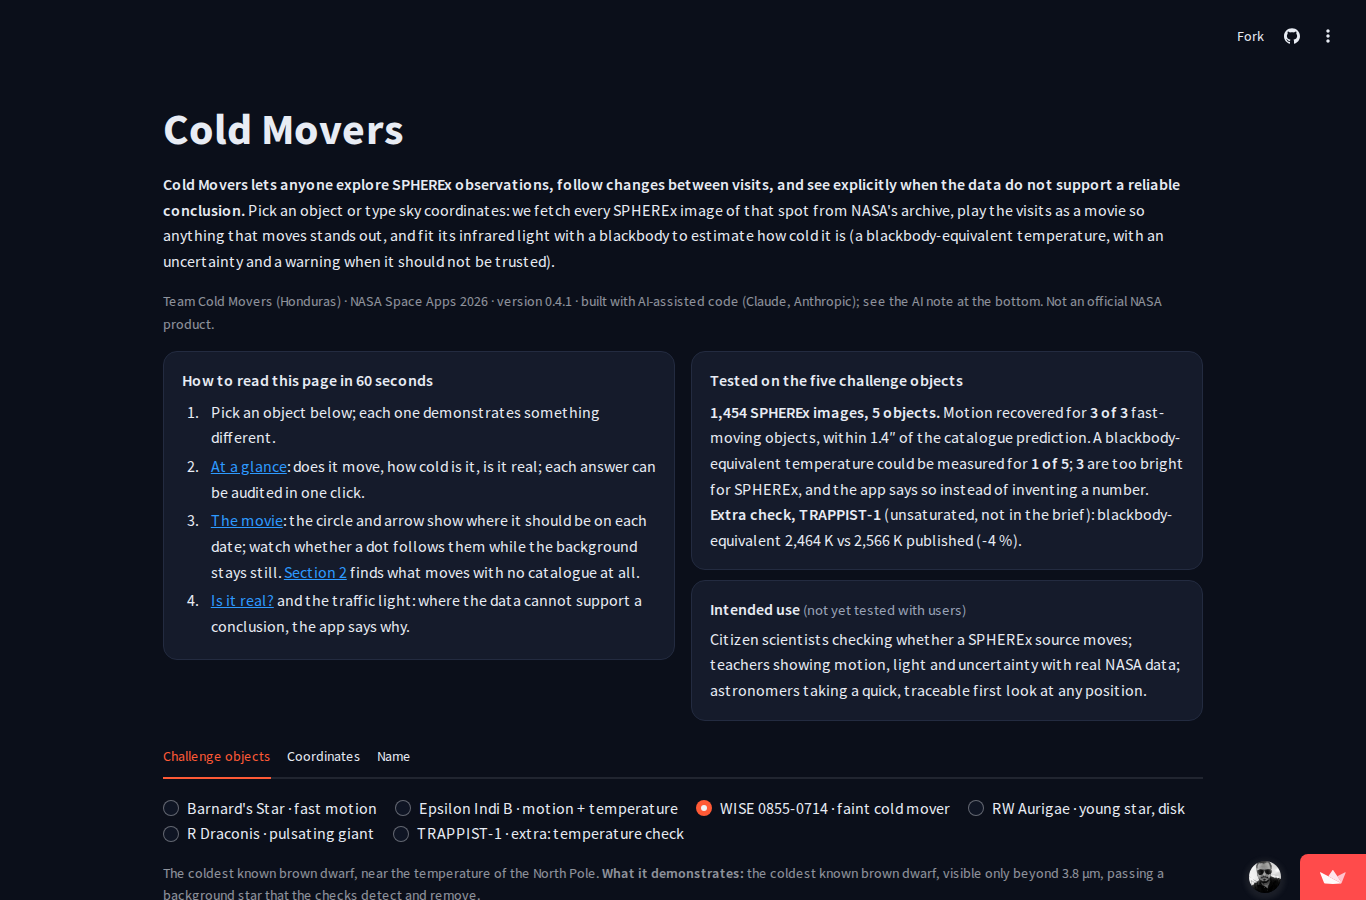 Fork
Cold Movers
Cold Movers lets anyone explore SPHEREx observations, follow changes between visits, and see explicitly when the data do not support a reliable
conclusion. Pick an object or type sky coordinates: we fetch every SPHEREx image of that spot from NASA's archive, play the visits as a movie so
anything that moves stands out, and fit its infrared light with a blackbody to estimate how cold it is (a blackbody-equivalent temperature, with an
uncertainty and a warning when it should not be trusted).
Team Cold Movers (Honduras) · NASA Space Apps 2026 · version 0.4.1 · built with AI-assisted code (Claude, Anthropic); see the AI note at the bottom. Not an official NASA
product.
How to read this page in 60 seconds
1. Pick an object below; each one demonstrates something
different.
2. At a glance: does it move, how cold is it, is it real; each answer can
be audited in one click.
3. The movie: the circle and arrow show where it should be on each
date; watch whether a dot follows them while the background
stays still. Section 2 finds what moves with no catalogue at all.
4. Is it real? and the traffic light: where the data cannot support a
conclusion, the app says why.
Tested on the five challenge objects
1,454 SPHEREx images, 5 objects. Motion recovered for 3 of 3 fast-
moving objects, within 1.4″ of the catalogue prediction. A blackbody-
equivalent temperature could be measured for 1 of 5; 3 are too bright
for SPHEREx, and the app says so instead of inventing a number.
Extra check, TRAPPIST-1 (unsaturated, not in the brief): blackbody-
equivalent 2,464 K vs 2,566 K published (-4 %).
Intended use (not yet tested with users)
Citizen scientists checking whether a SPHEREx source moves;
teachers showing motion, light and uncertainty with real NASA data;
astronomers taking a quick, traceable first look at any position.
Challenge objects Coordinates Name
Barnard's Star · fast motion Epsilon Indi B · motion + temperature WISE 0855-0714 · faint cold mover RW Aurigae · young star, disk
R Draconis · pulsating giant TRAPPIST-1 · extra: temperature check
The coldest known brown dwarf, near the temperature of the North Pole. What it demonstrates: the coldest known brown dwarf, visible only beyond 3.8 µm, passing a
background star that the checks detect and remove.